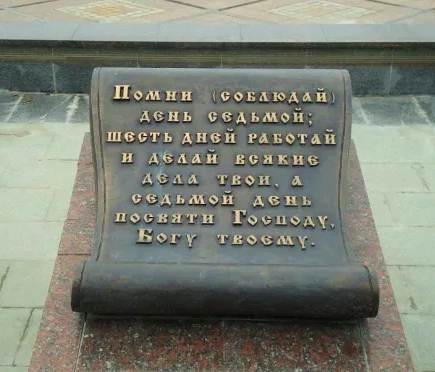 Помни (соблюдай)
день седьмой;
шесть дней работай
и делай всякие
дела твои, а
седьмой день
посвяти Господу,
Богу твоему.